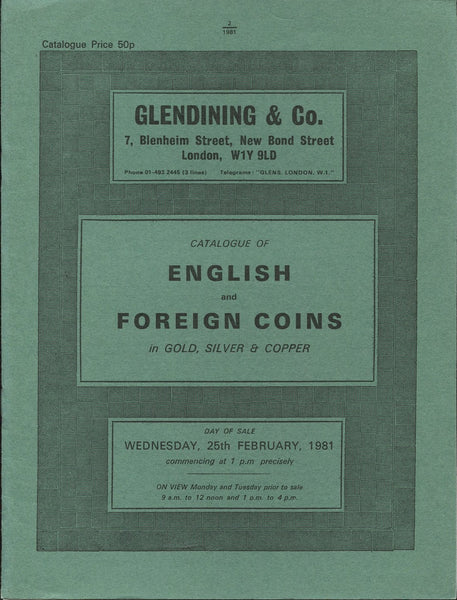 2
1981
Catalogue Price 50p
GLENDINING & Co.
7, Blenheim Street, New Bond Street
London, W1Y 9LD
Phone 01-493 2445 (3 lines) Telegrams: "GLENS, LONDON, W.1."
CATALOGUE OF
ENGLISH
and
FOREIGN COINS
in GOLD, SILVER & COPPER
DAY OF SALE
WEDNESDAY, 25th FEBRUARY, 1981
commencing at 1 p.m precisely
ON VIEW Monday and Tuesday prior to sale
9 a.m. to 12 noon and 1 p.m. to 4 p.m.